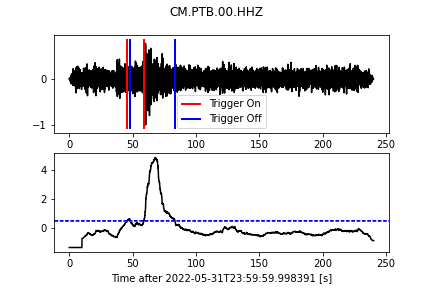 CM.PTB.00.HHZ
0
−1
Trigger On
Trigger Off
0 50 100 150 200 250
4
2
0
0 50 100 150 200 250
Time after 2022-05-31T23:59:59.998391 [s]